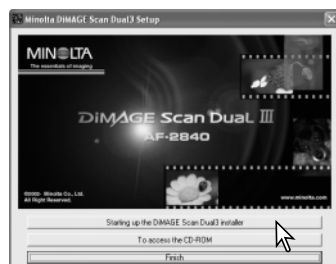 Minolta DiMAGE Scan Dual3 Setup
MINOLTA
The essentials of imaging
DiMAGE Scan Dual III
AF-2840
©2000- Minolta Co., Ltd.
All Right Reserved.
www.minolta.com
Starting up the DiMAGE Scan Dual3 installer
To access the CD-ROM
Finish